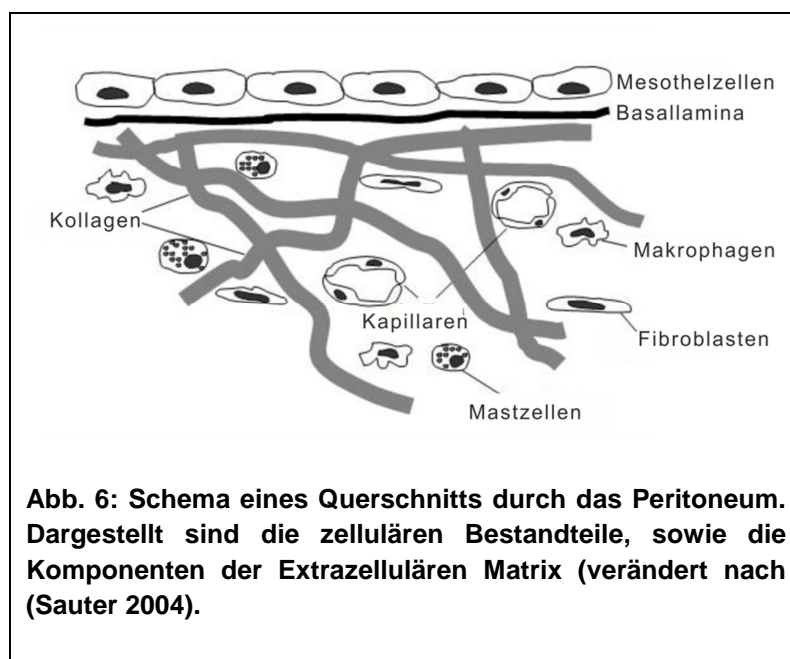 Mesothelzellen
Basallamina
Kollagen
Makrophagen
Kapillaren
Fibroblasten
Mastzellen
Abb. 6: Schema eines Querschnitts durch das Peritoneum.
Dargestellt sind die zellulären Bestandteile, sowie die
Komponenten der Extrazellulären Matrix (verändert nach
(Sauter 2004).